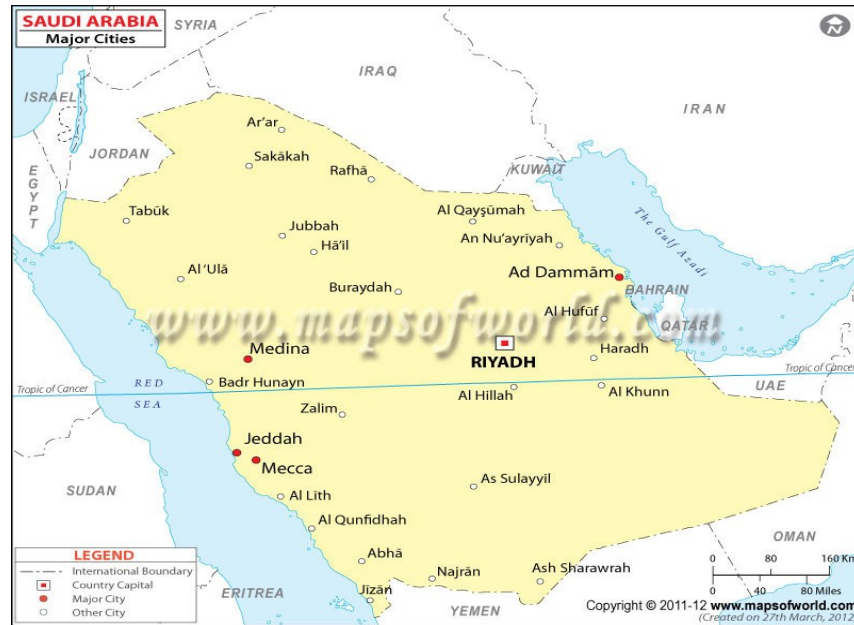 SAUDI ARABIA
Major Cities
N
SYRIA
IRAQ
IRAN
ISRAEL
JORDAN
EGYPT
KUWAIT
Ar'ar
Sakākah
Rafhā
Tabūk
Al Qayşūmah
Jubbah
An Nu'ayrīyah
Hā'il
The Gulf Azadi
Al 'Ulā
Ad Dammām
Buraydah
BAHRAIN
Al Hufūf
www.mapsofworld.com
QATAR
Medina
RIYADH
Haradh
Tropic of Cancer
UAE
RED
SEA
Badr Hunayn
Tropic of Cancer
Al Hillah
Al Khunn
Zalim
Jeddah
Mecca
SUDAN
As Sulayyil
Al Līth
Al Qunfidhah
OMAN
Abhā
Najrān
Ash Sharawrah
Jīzān
ERITREA
YEMEN
LEGEND
International Boundary
Country Capital
Major City
Other City
0 80 160 Km
0 40 80 Miles
Copyright © 2011-12 www.mapsofworld.com
(Created on 27th March, 2012)